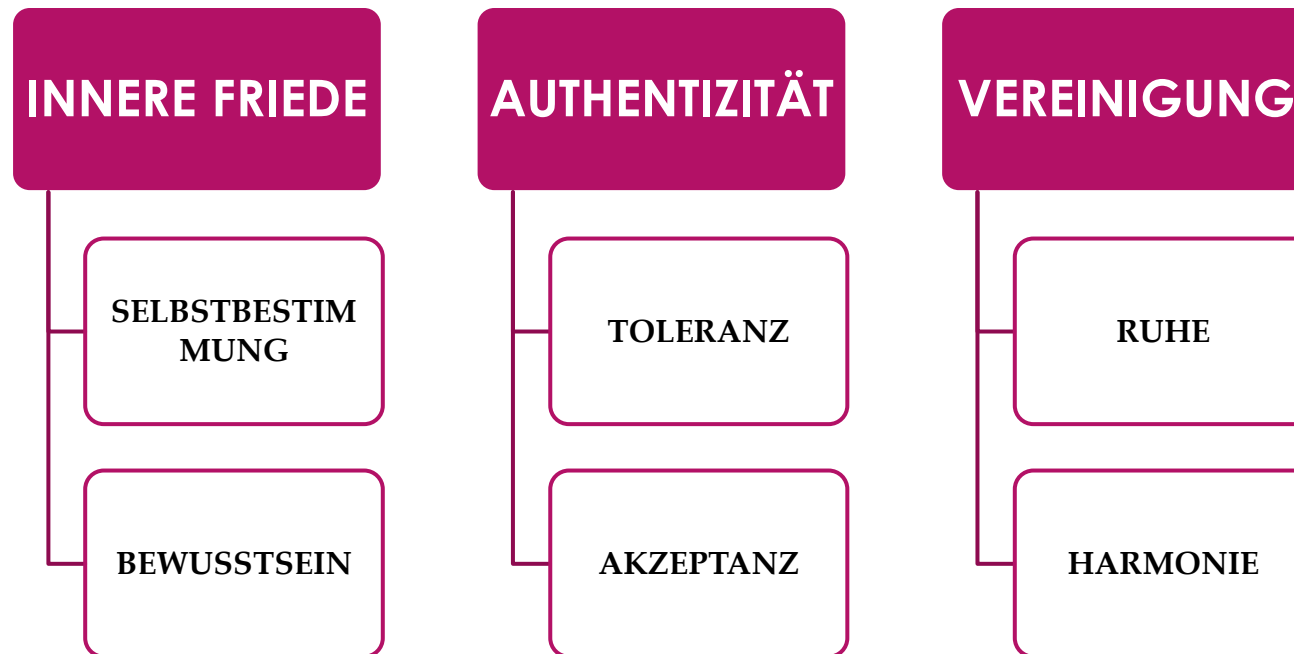 INNERE FRIEDE
SELBSTBESTIM
MUNG
BEWUSSTSEIN
AUTHENTIZITÄT
TOLERANZ
AKZEPTANZ
VEREINIGUNG
RUHE
HARMONIE